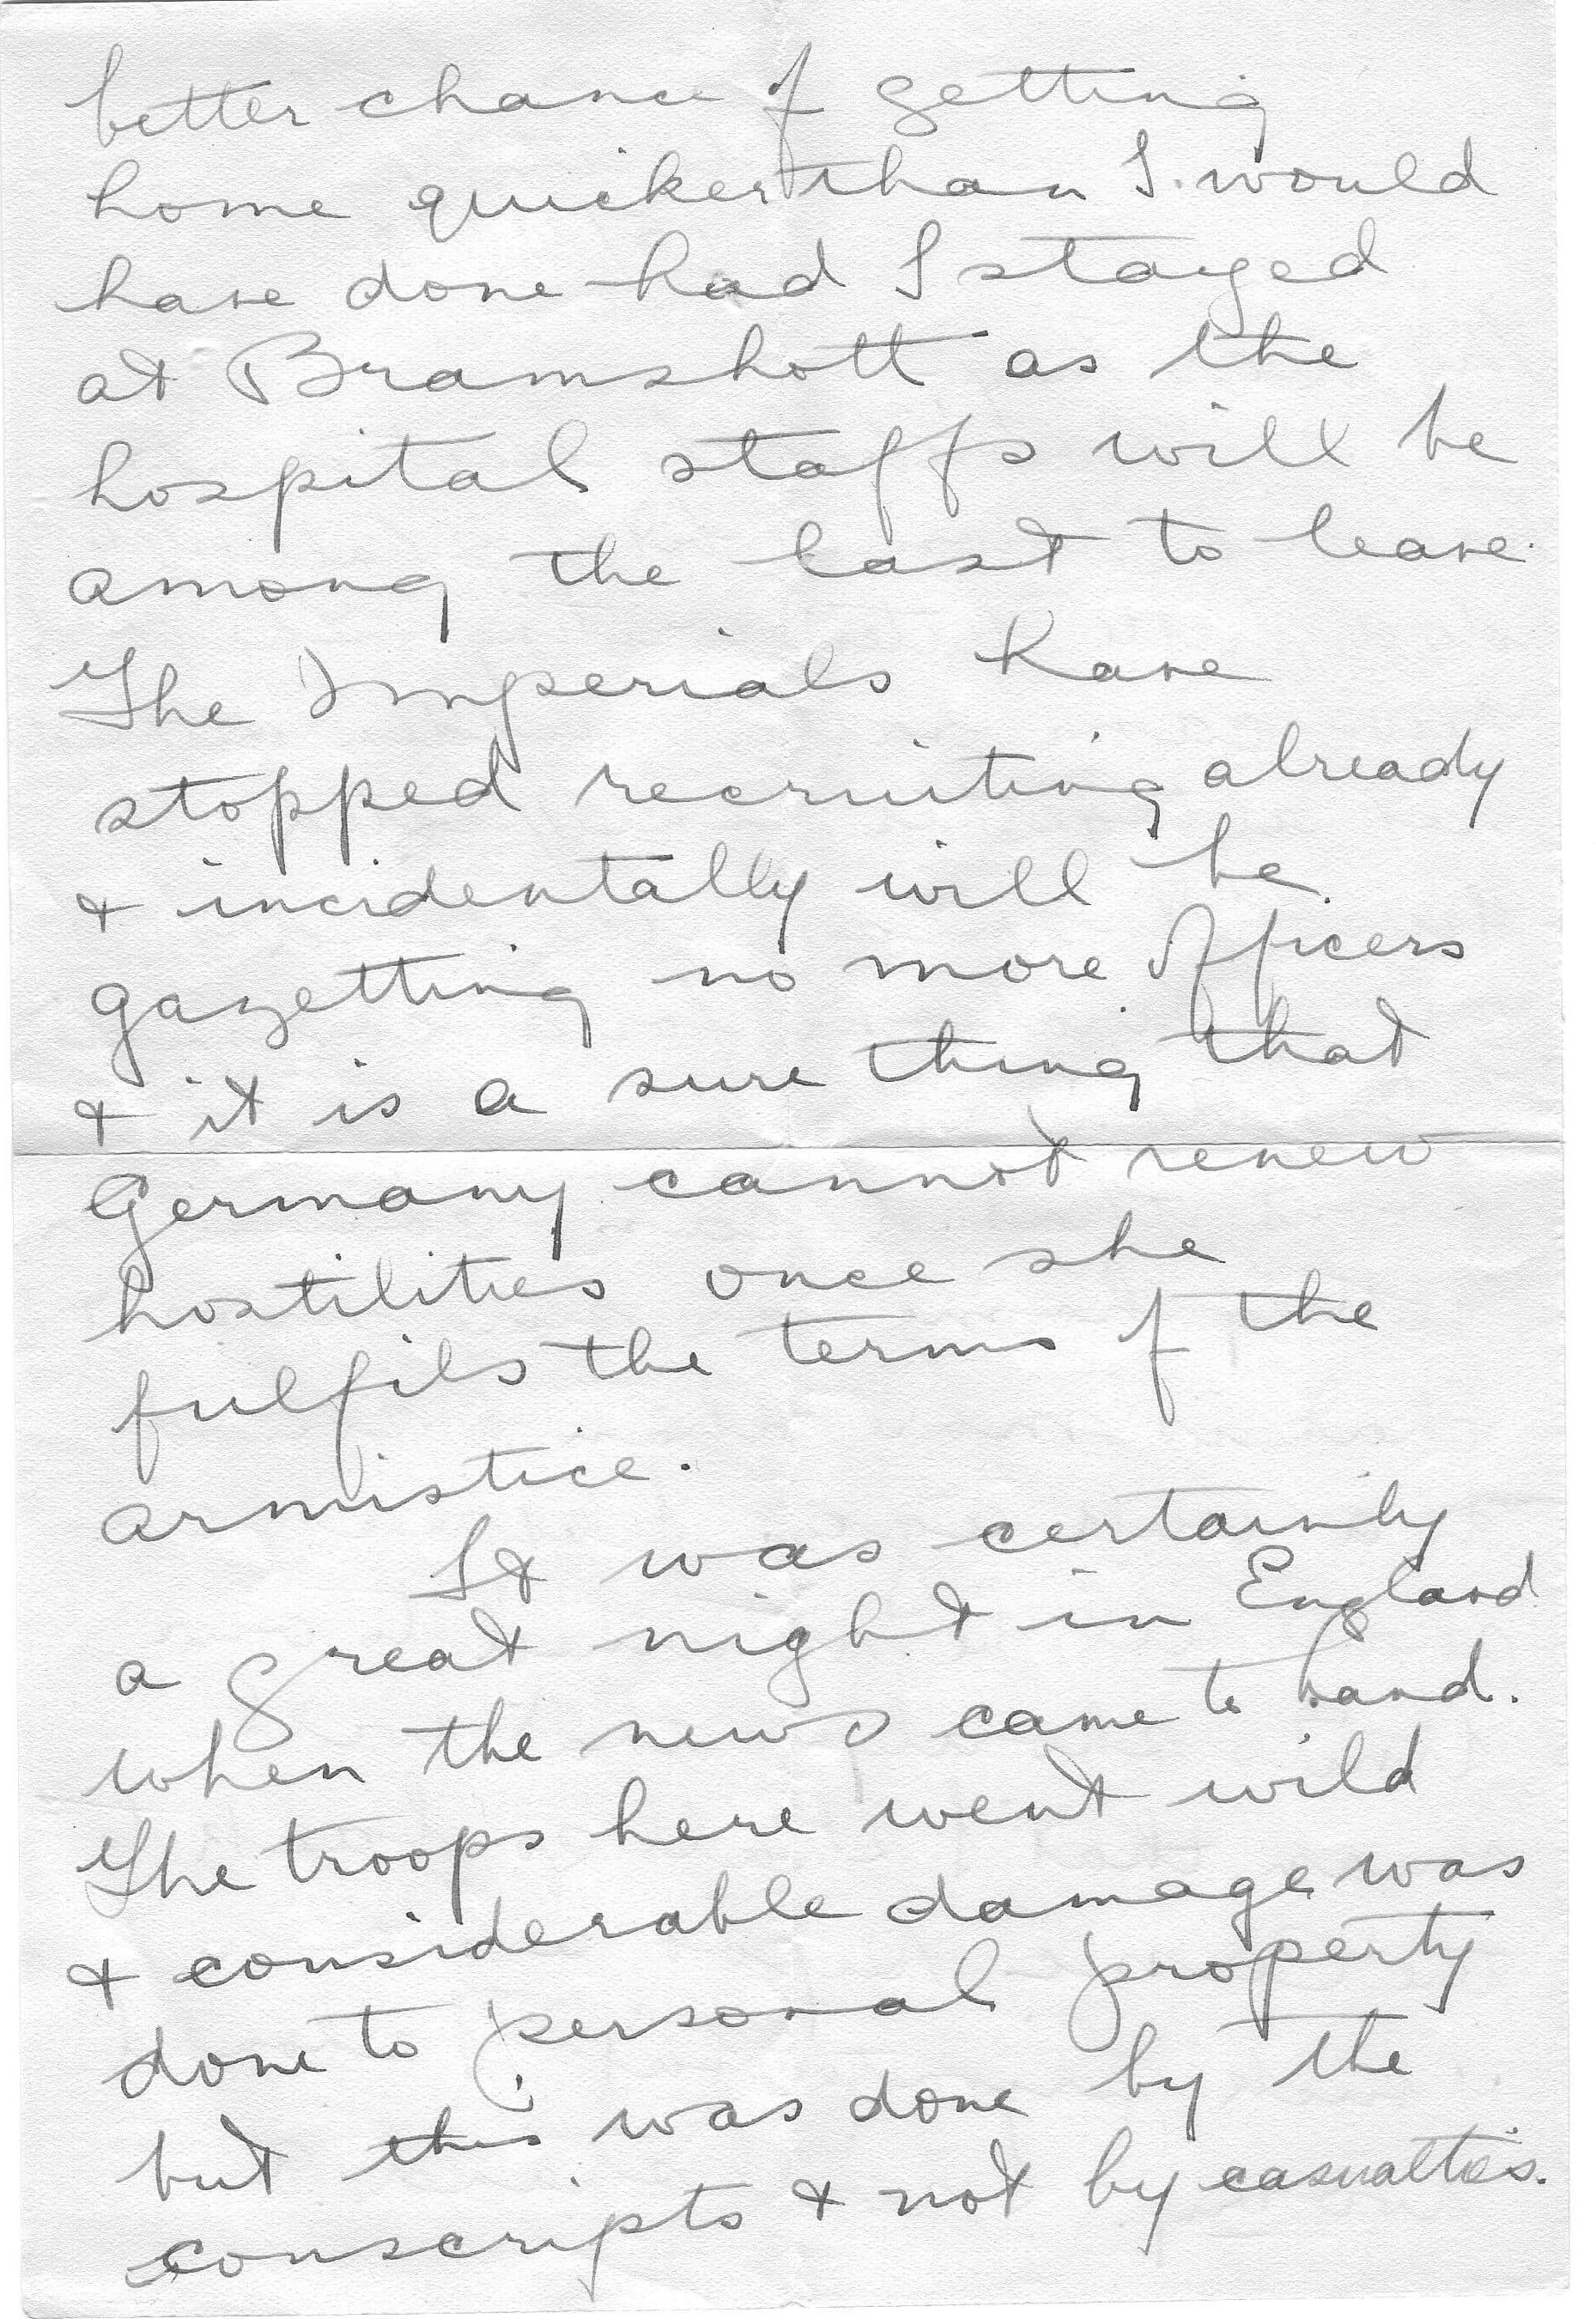 better chance of getting
home quicker than I would
have done had I stayed
at Bramshott as the
hospital staffs will be
among the last to leave.
The Imperials have
stopped recruiting already
& incidentally will be
gazetting no more officers
& it is a sure thing that
Germany cannot renew
hostilities once she
fulfils the terms of the
armistice.
It was certainly
a great night in England
when the news came to hand.
The troops here went wild
& considerable damage was
done to personal property
but this was done by the
conscripts & not by casualties.